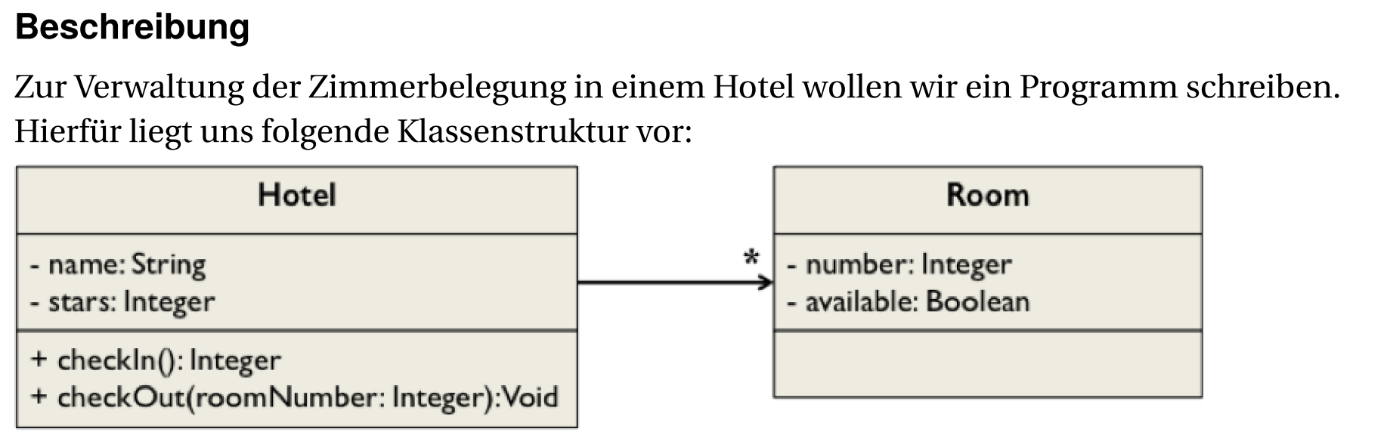 Beschreibung
Zur Verwaltung der Zimmerbelegung in einem Hotel wollen wir ein Programm schreiben.
Hierfür liegt uns folgende Klassenstruktur vor:
Hotel
- name: String
- stars: Integer
+ checkIn(): Integer
+ checkOut(roomNumber: Integer):Void
*
Room
- number: Integer
- available: Boolean